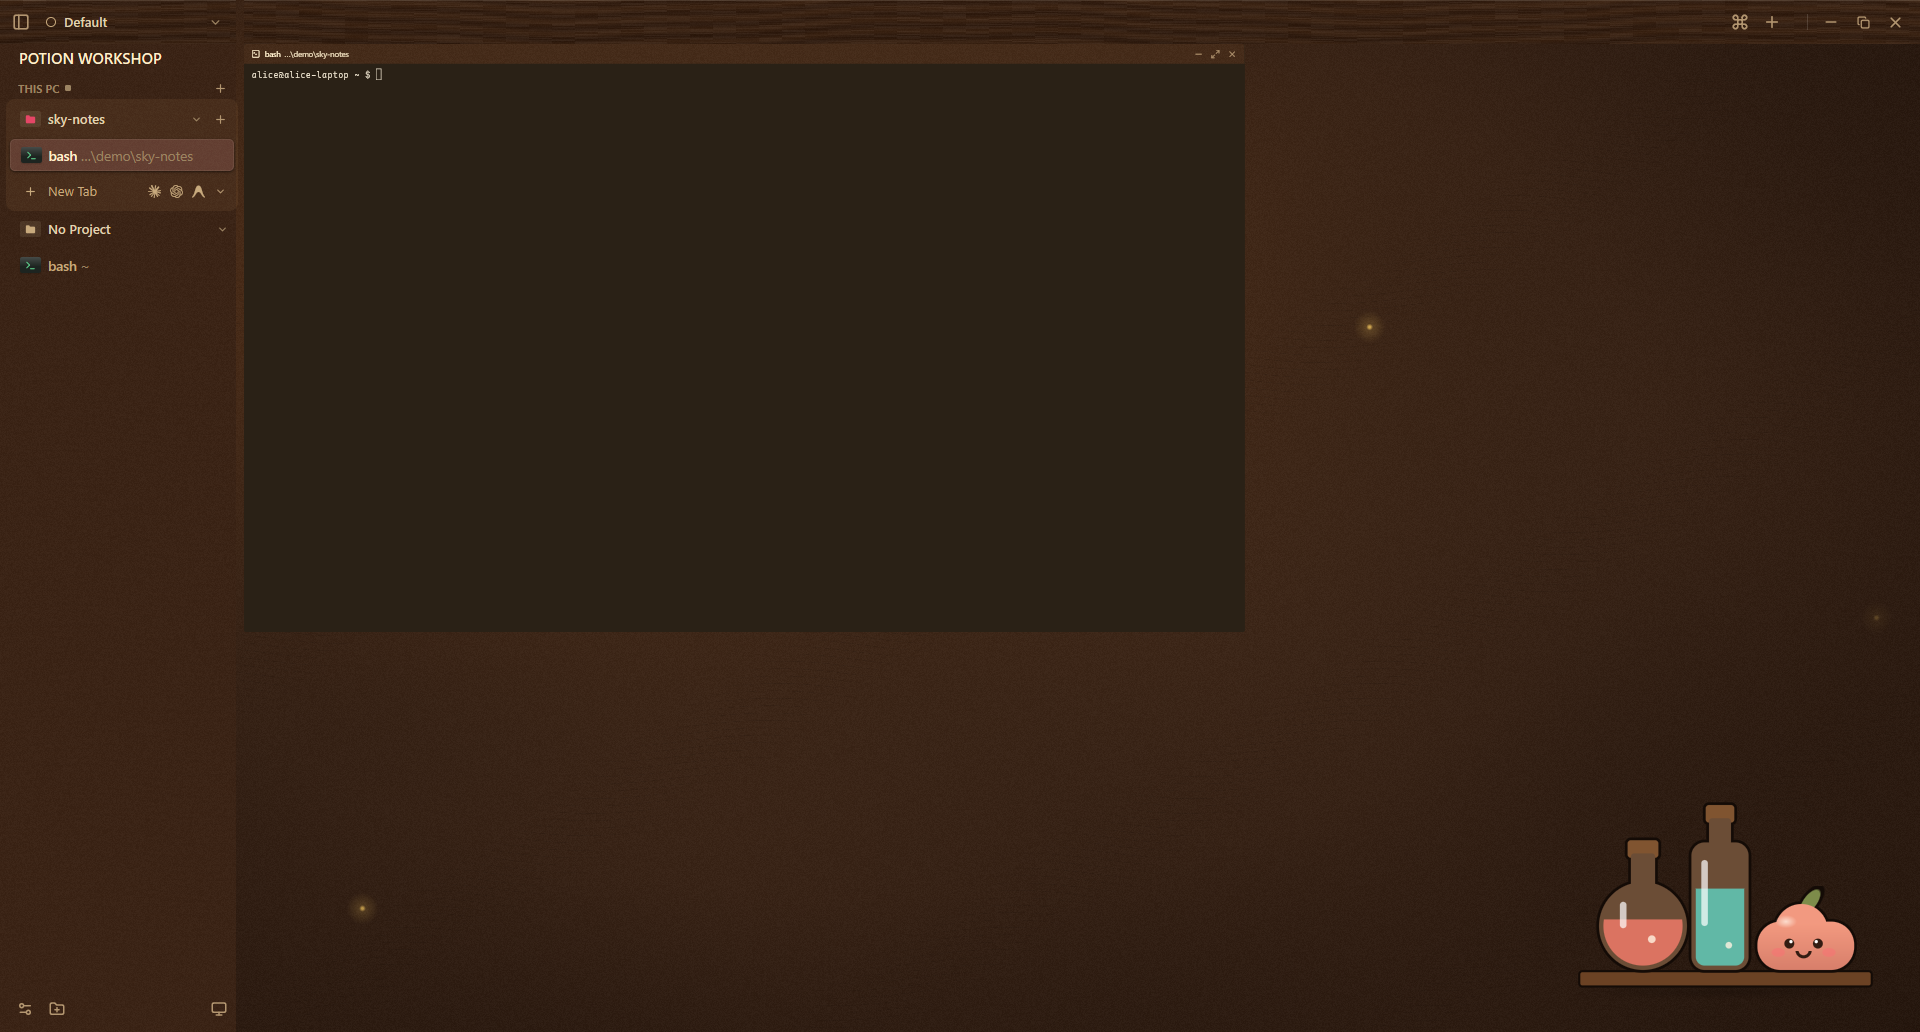 Default
POTION WORKSHOP
THIS PC
sky-notes
bash ...\demo\sky-notes
New Tab
No Project
bash ~
bash ...\demo\sky-notes
alice@alice-laptop ~ $